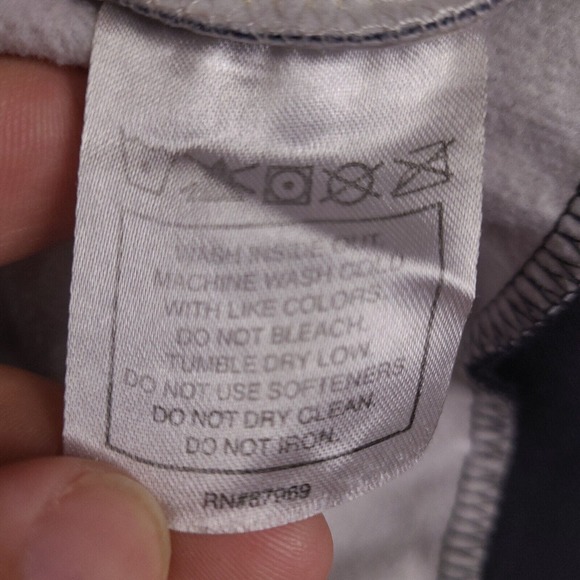 WASH INSIDE OUT.
MACHINE WASH COLD
WITH LIKE COLORS.
DO NOT BLEACH.
TUMBLE DRY LOW.
DO NOT USE SOFTENERS.
DO NOT DRY CLEAN.
DO NOT IRON.
RN#67969